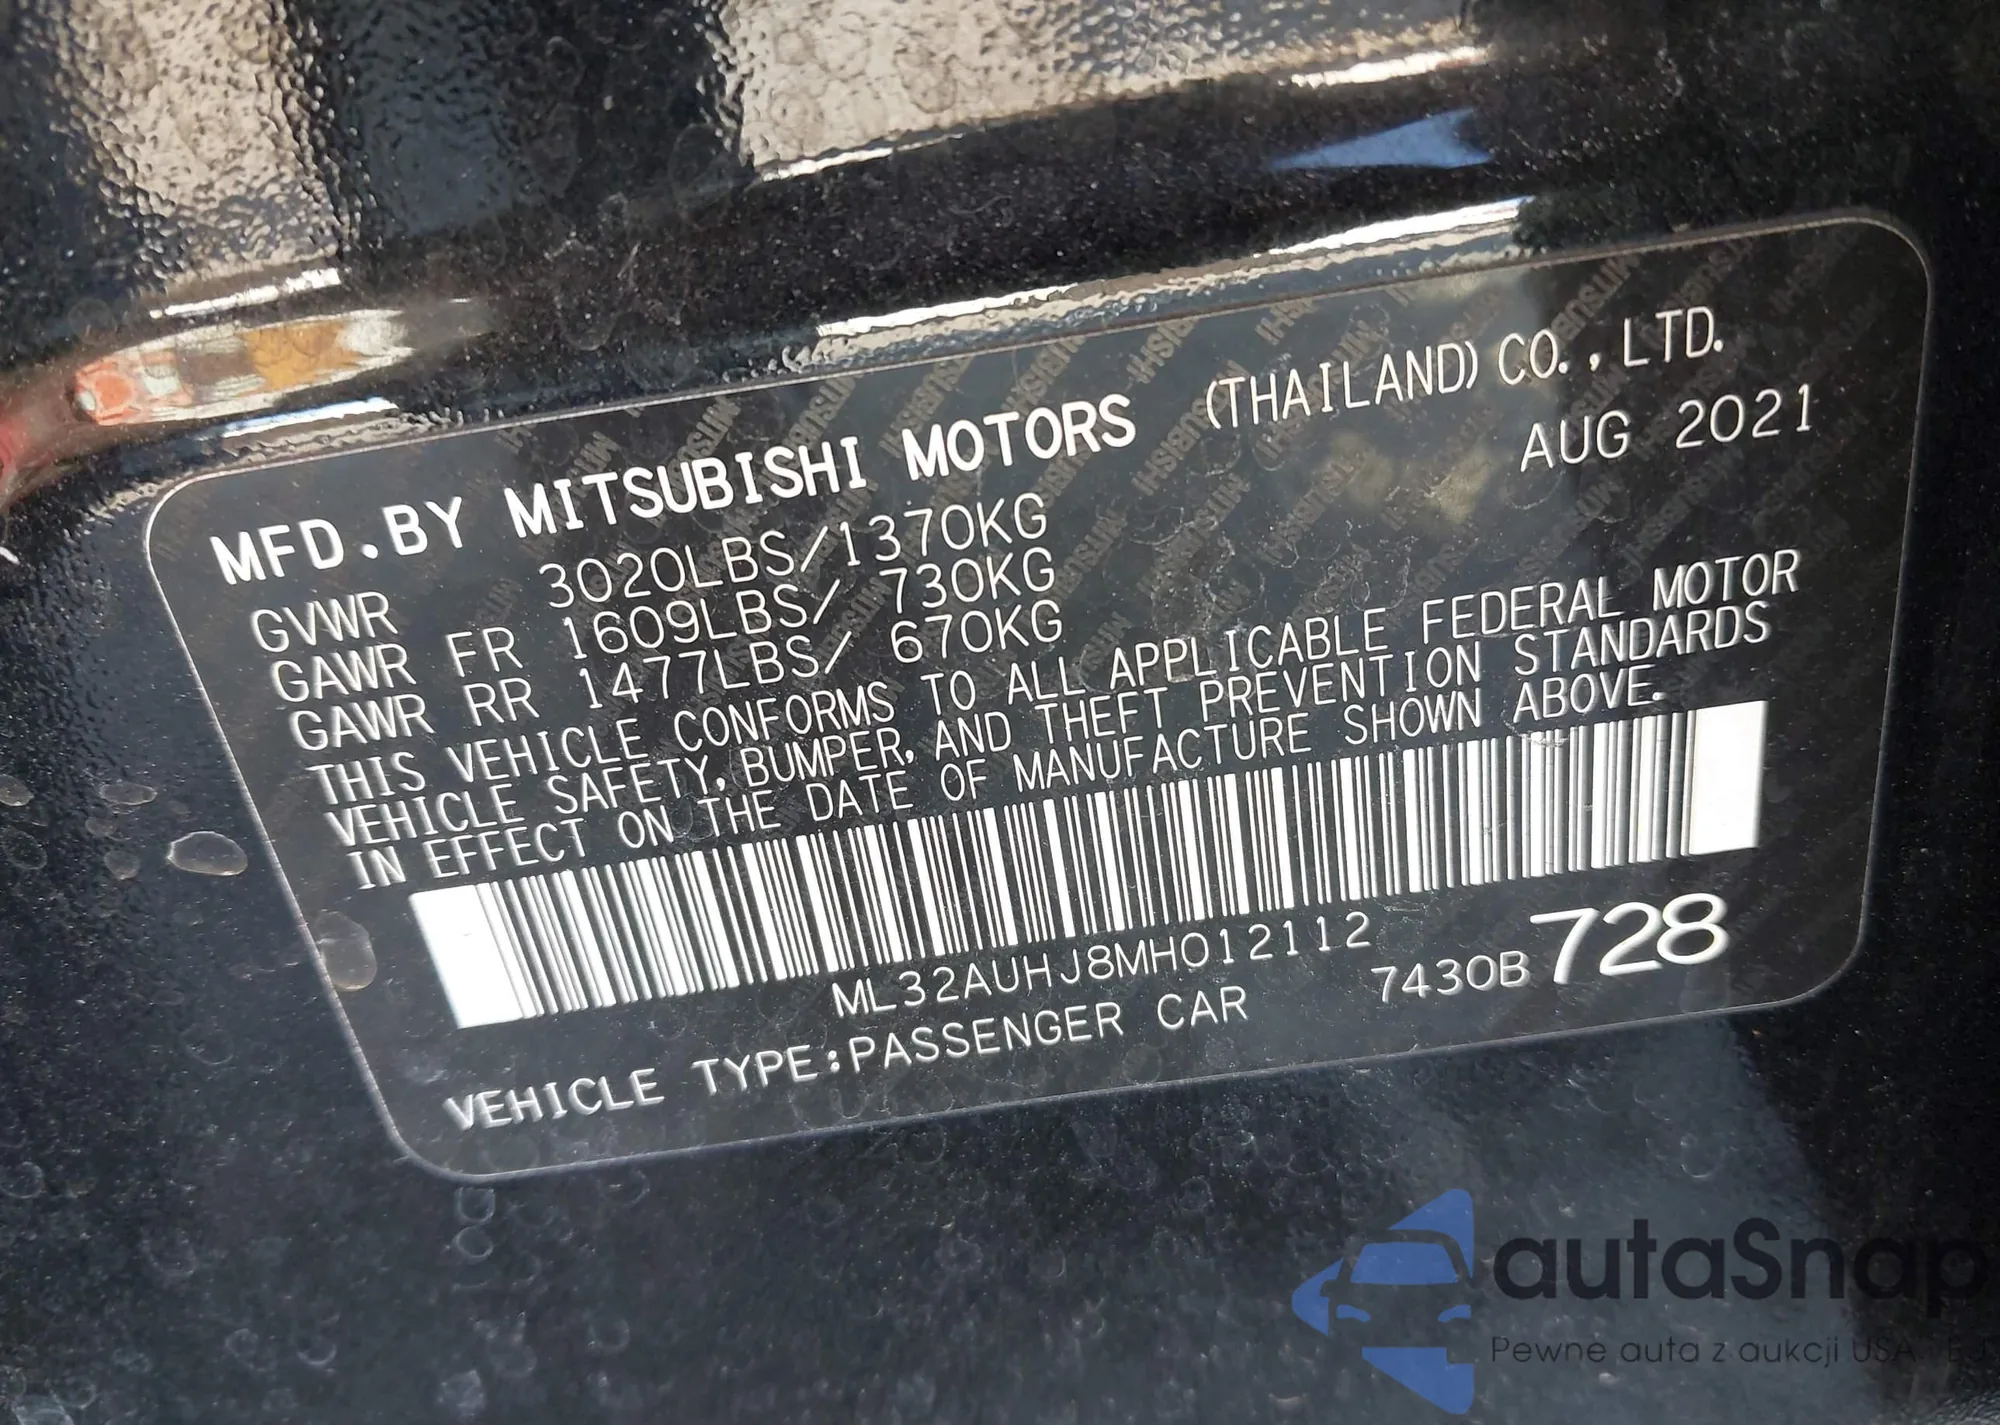 MFD.BY MITSUBISHI MOTORS (THAILAND) CO., LTD.
AUG 2021
GVWR 3020LBS/1370KG
GAWR FR 1609LBS/ 730KG
GAWR RR 1477LBS/ 670KG
THIS VEHICLE CONFORMS TO ALL APPLICABLE FEDERAL MOTOR
VEHICLE SAFETY, BUMPER, AND THEFT PREVENTION STANDARDS
IN EFFECT ON THE DATE OF MANUFACTURE SHOWN ABOVE.
ML32AUHJ8MH012112
7430B 728
VEHICLE TYPE:PASSENGER CAR
autaSnap
Pewne auta z aukcji USA